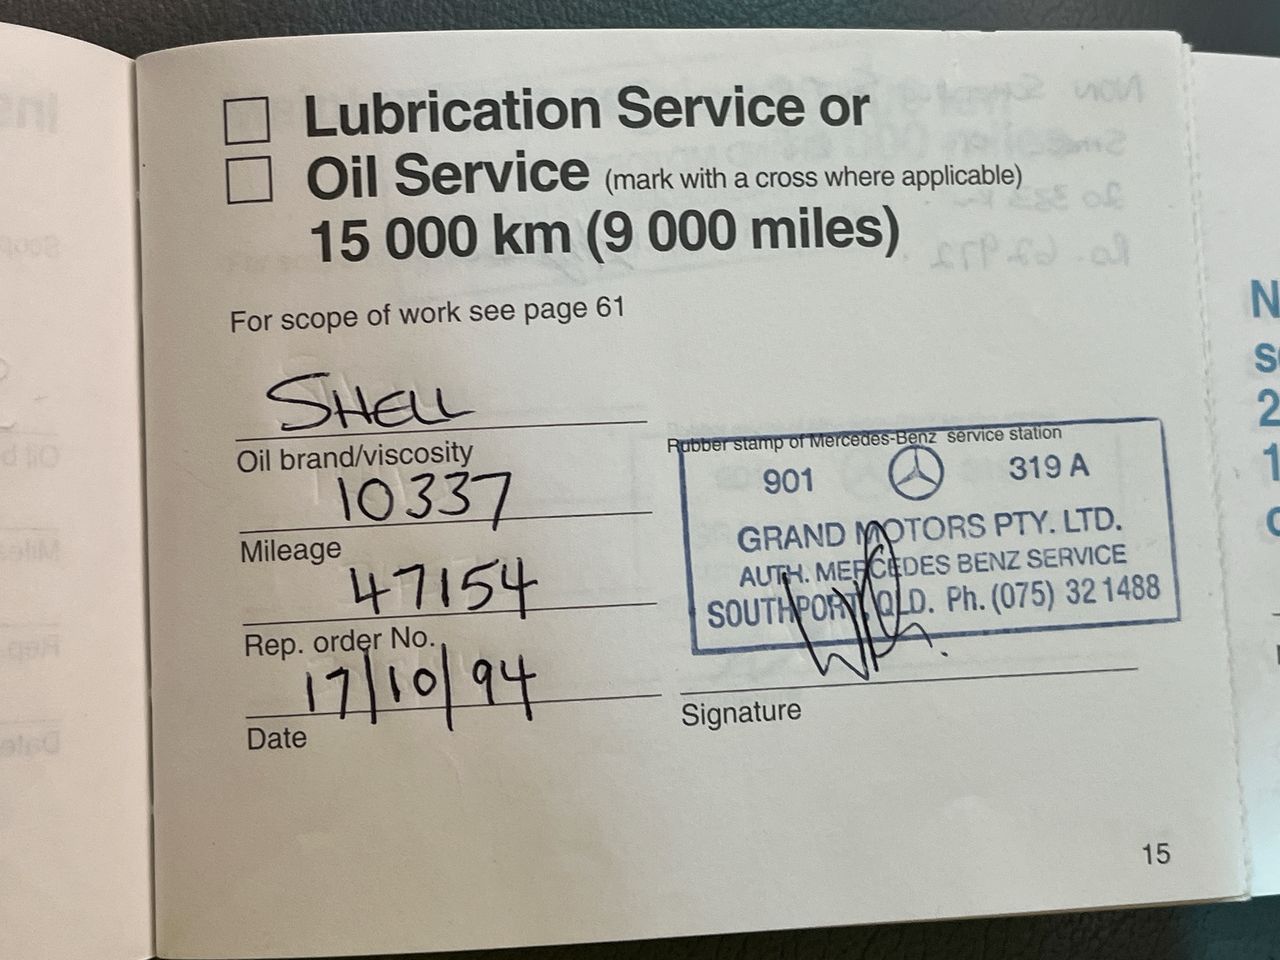 Lubrication Service or
Oil Service (mark with a cross where applicable)
15 000 km (9 000 miles)
For scope of work see page 61
SHELL
Oil brand/viscosity
10337
Mileage
47154
Rep. order No.
17/10/94
Date
Rubber stamp of Mercedes-Benz service station
901 319 A
GRAND MOTORS PTY. LTD.
AUTH. MERCEDES BENZ SERVICE
SOUTHPORT, QLD. Ph. (075) 32 1488
Signature
15